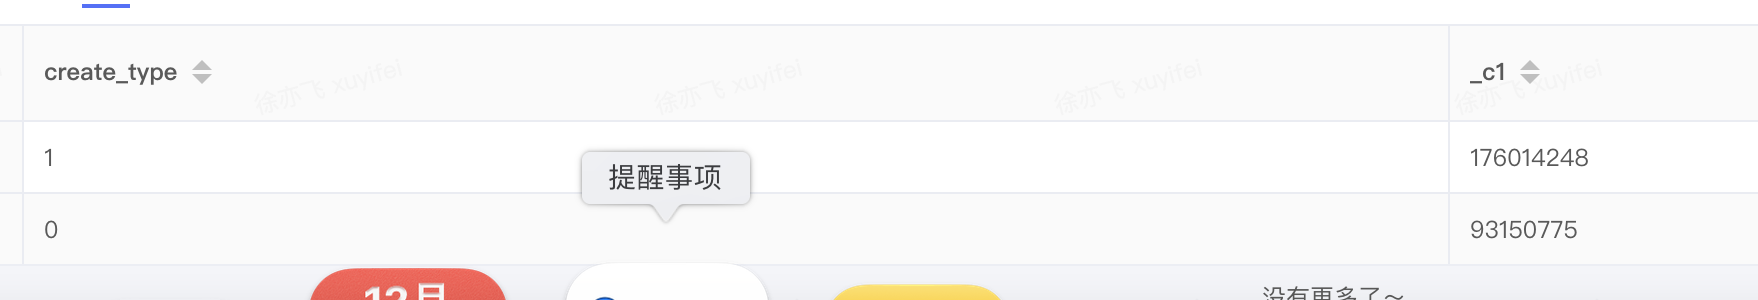 create_type _c1
徐亦飞 xuyifei 徐亦飞 xuyifei 徐亦飞 xuyifei 徐亦飞 xuyifei
1 176014248
提醒事项
0 93150775
12月 没有更多了~